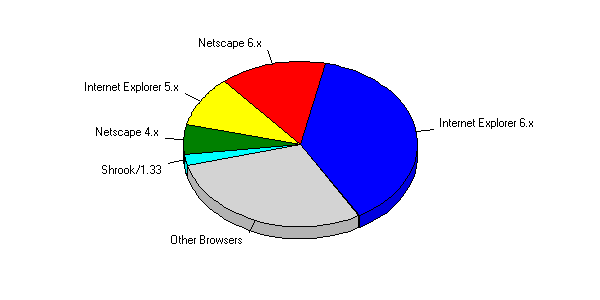 Netscape 6.x
Internet Explorer 5.x
Internet Explorer 6.x
Netscape 4.x
Shrook/1.33
Other Browsers